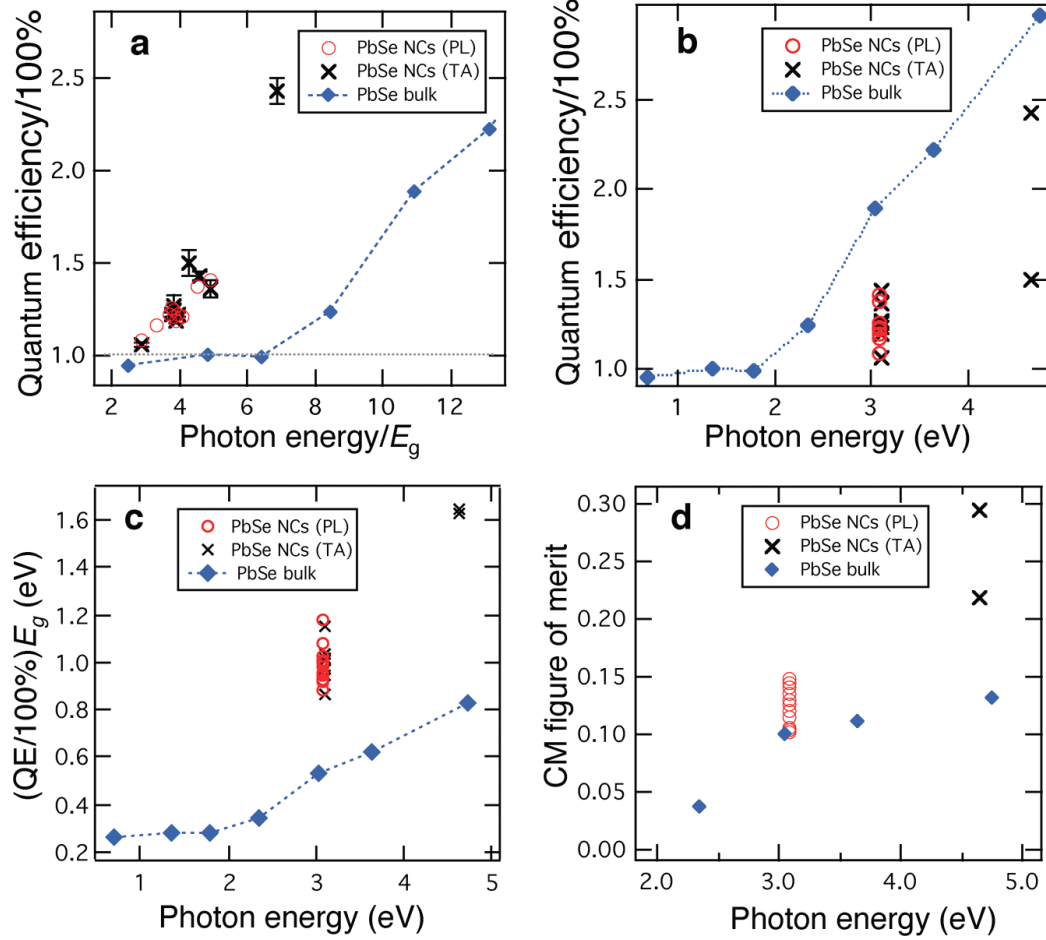 a
PbSe NCs (PL)
PbSe NCs (TA)
PbSe bulk
Quantum efficiency/100%
2.5
2.0
1.5
1.0
2
4
6
8
10
12
Photon energy/Eg
b
PbSe NCs (PL)
PbSe NCs (TA)
PbSe bulk
Quantum efficiency/100%
2.5
2.0
1.5
1.0
1
2
3
4
Photon energy (eV)
c
PbSe NCs (PL)
PbSe NCs (TA)
PbSe bulk
(QE/100%)Eg (eV)
1.6
1.4
1.2
1.0
0.8
0.6
0.4
0.2
1
2
3
4
5
Photon energy (eV)
d
PbSe NCs (PL)
PbSe NCs (TA)
PbSe bulk
CM figure of merit
0.30
0.25
0.20
0.15
0.10
0.05
0.00
2.0
3.0
4.0
5.0
Photon energy (eV)